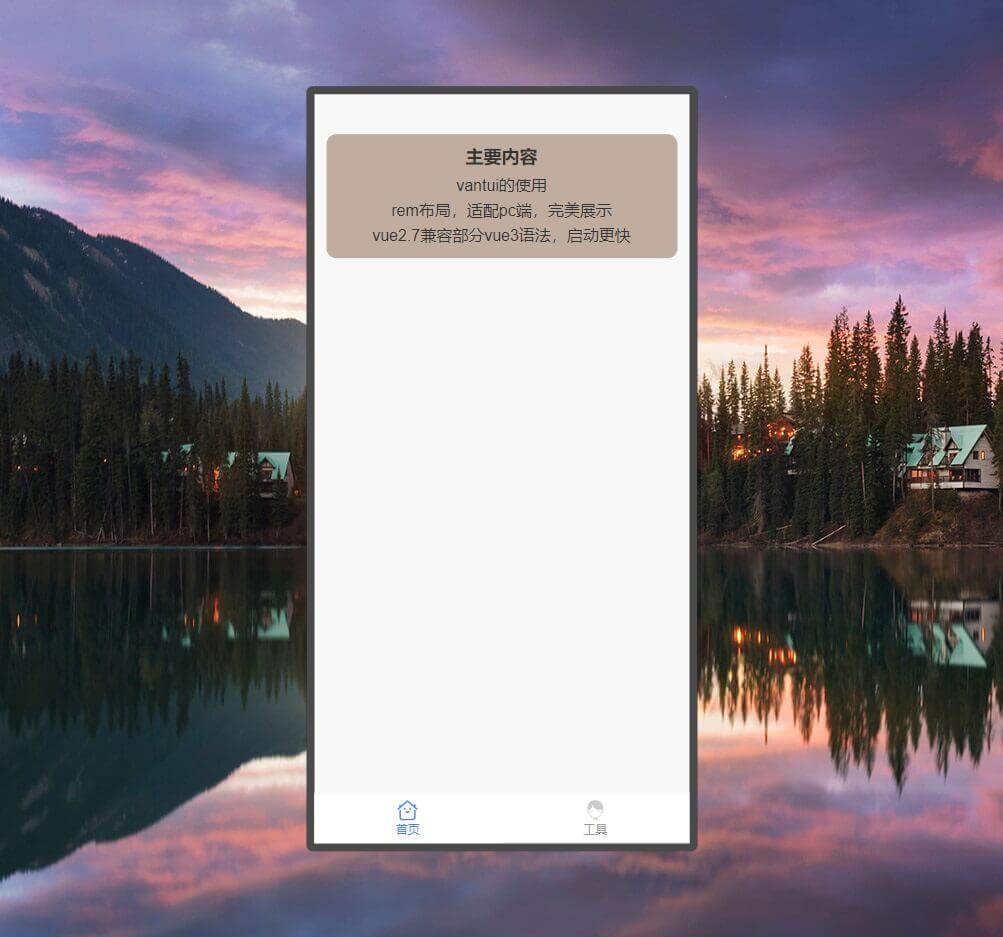 主要内容
vantui的使用
rem布局，适配pc端，完美展示
vue2.7兼容部分vue3语法，启动更快
首页
工具